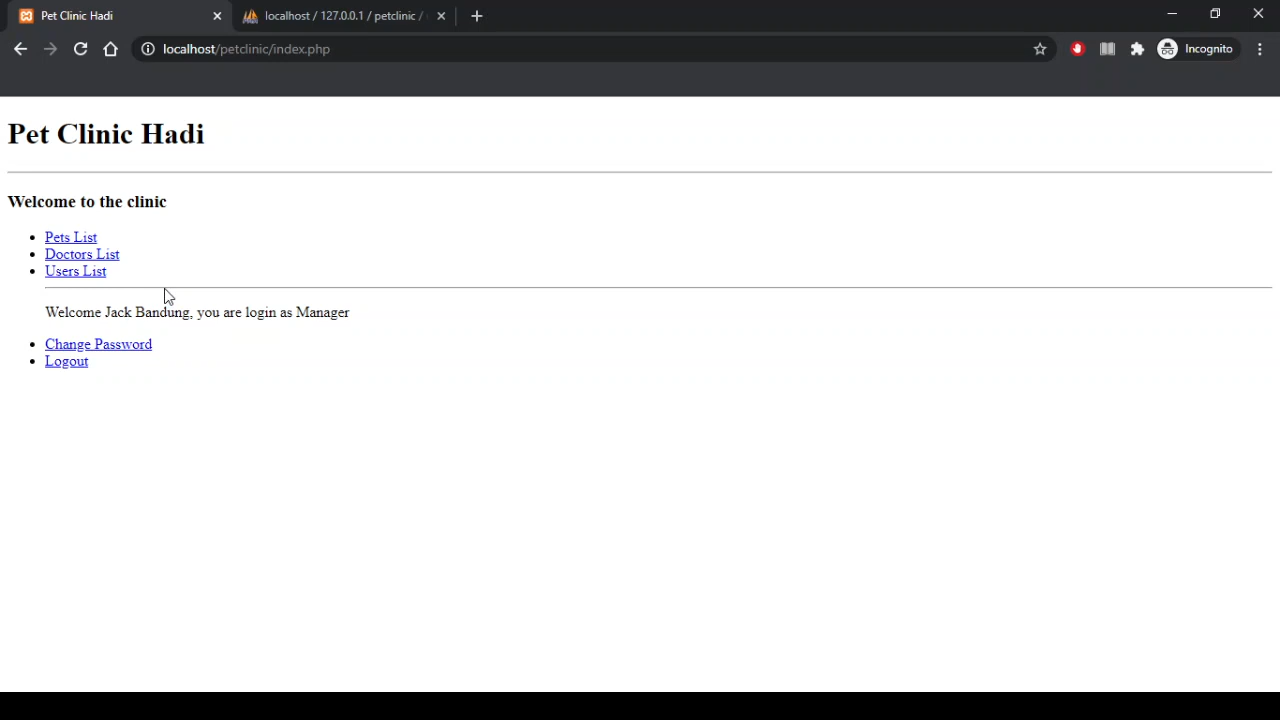 Pet Clinic Hadi
localhost / 127.0.0.1 / petclinic /
localhost/petclinic/index.php
Incognito
Pet Clinic Hadi
Welcome to the clinic
Pets List
Doctors List
Users List
Welcome Jack Bandung, you are login as Manager
Change Password
Logout